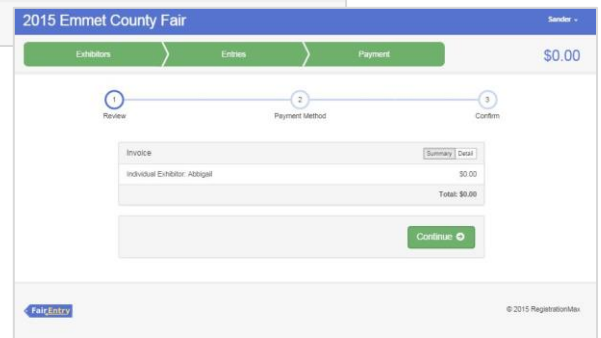 2015 Emmet County Fair Sander
Exhibitors Entries Payment $0.00
1 2 3
Review Payment Method Confirm
Invoice Summary Detail
Individual Exhibitor: Abbigail $0.00
Total: $0.00
Continue
FairEntry © 2015 RegistrationMax